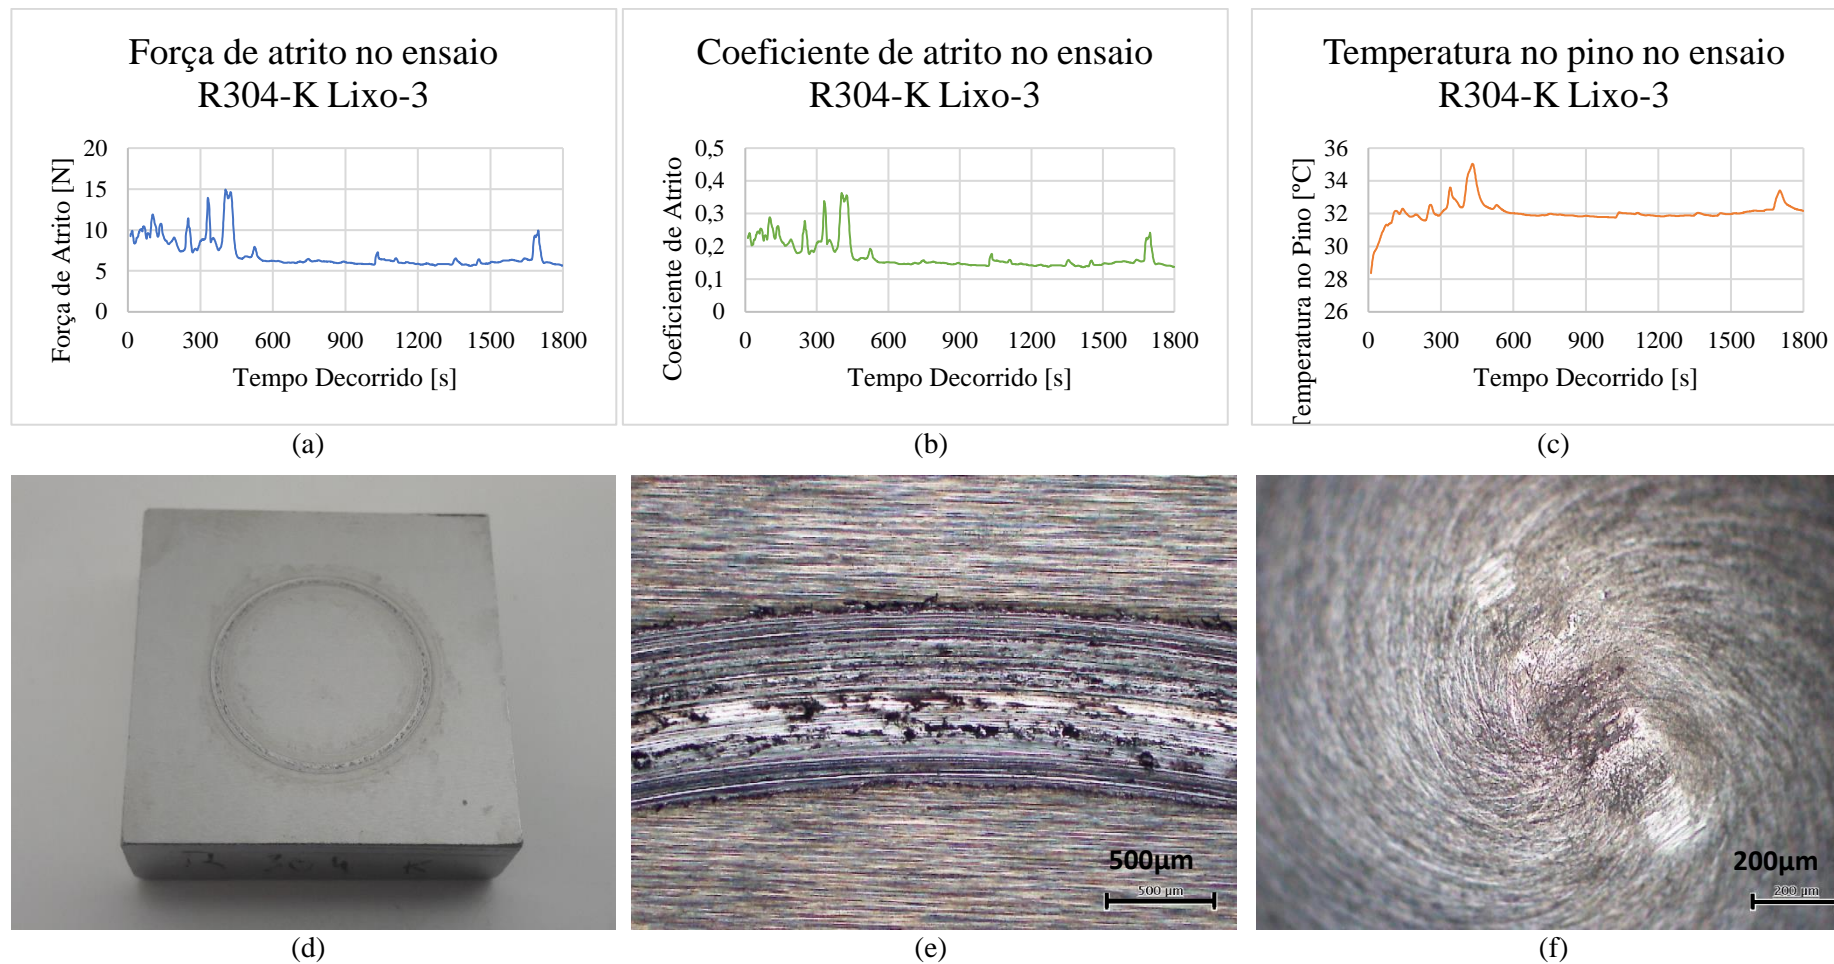 Força de atrito no ensaio
R304-K Lixo-3
Força de Atrito [N]
20
15
10
5
0
0 300 600 900 1200 1500 1800
Tempo Decorrido [s]
(a)
Coeficiente de atrito no ensaio
R304-K Lixo-3
Coeficiente de Atrito
0,5
0,4
0,3
0,2
0,1
0
0 300 600 900 1200 1500 1800
Tempo Decorrido [s]
(b)
Temperatura no pino no ensaio
R304-K Lixo-3
Temperatura no Pino [ºC]
36
34
32
30
28
26
0 300 600 900 1200 1500 1800
Tempo Decorrido [s]
(c)
R 304 K
(d)
500µm
500 µm
(e)
200µm
200 µm
(f)